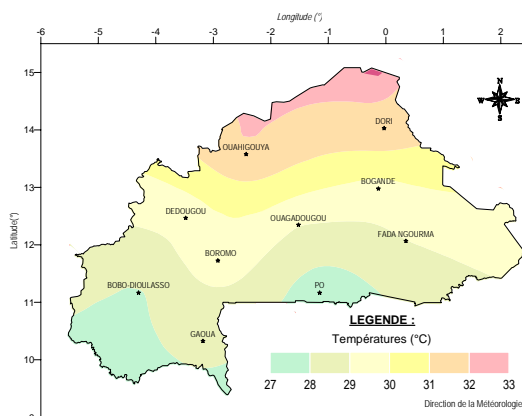 Longitude (°)
-6 -5 -4 -3 -2 -1 0 1 2
15
N
W E
S
14
DORI
OUAHIGOUYA
13
BOGANDE
DEDOUGOU
OUAGADOUGOU
Latitude(°)
12
FADA NGOURMA
BOROMO
BOBO-DIOULASSO
PO
11
LEGENDE :
GAOUA
Températures (°C)
10
27 28 29 30 31 32 33
Direction de la Météorologie